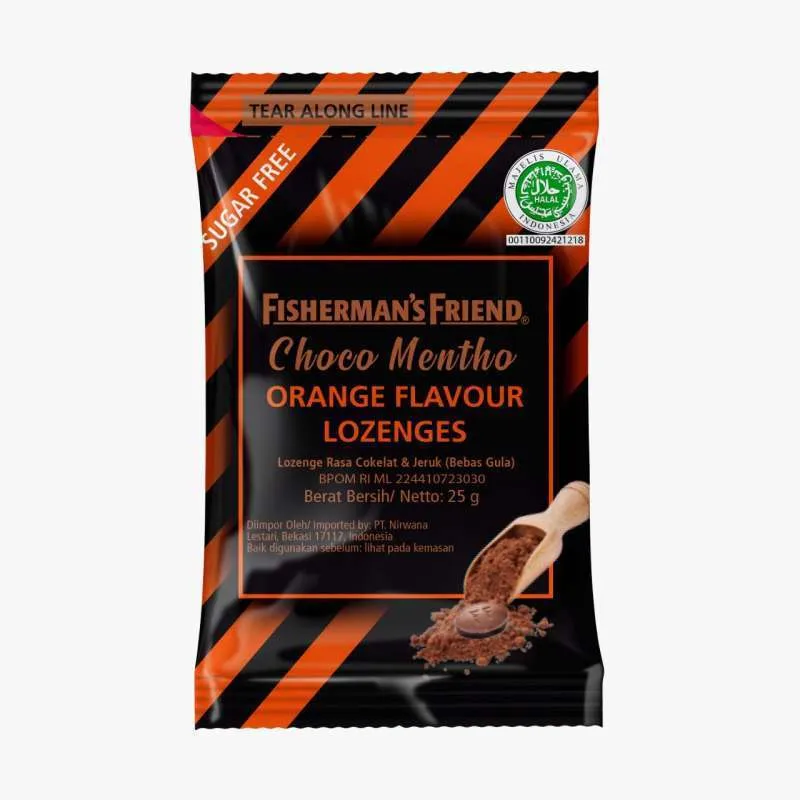 TEAR ALONG LINE
SUGAR FREE
MAJELIS ULAMA
حلال
HALAL
INDONESIA
00110092421218
FISHERMAN'S FRIEND®
Choco Mentho
ORANGE FLAVOUR
LOZENGES
Lozenge Rasa Cokelat & Jeruk (Bebas Gula)
BPOM RI ML 224410723030
Berat Bersih/ Netto: 25 g
Diimpor Oleh/ Imported by: PT. Nirwana
Lestari, Bekasi 17117, Indonesia
Baik digunakan sebelum: lihat pada kemasan